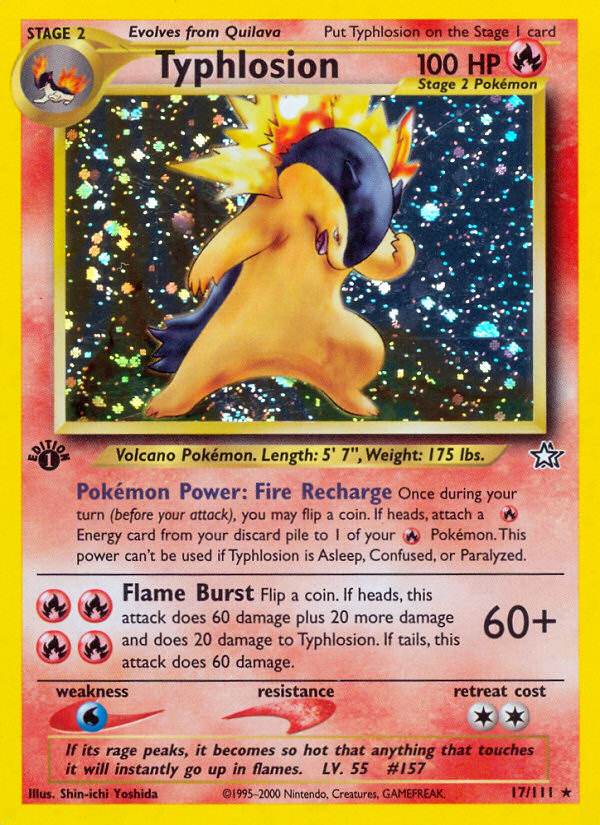 STAGE 2 Evolves from Quilava Put Typhlosion on the Stage 1 card
Typhlosion 100 HP
Stage 2 Pokémon
EDITION
1
Volcano Pokémon. Length: 5' 7", Weight: 175 lbs.
Pokémon Power: Fire Recharge Once during your
turn (before your attack), you may flip a coin. If heads, attach a
Energy card from your discard pile to 1 of your Pokémon. This
power can't be used if Typhlosion is Asleep, Confused, or Paralyzed.
Flame Burst Flip a coin. If heads, this
attack does 60 damage plus 20 more damage
and does 20 damage to Typhlosion. If tails, this
attack does 60 damage.
60+
weakness resistance retreat cost
If its rage peaks, it becomes so hot that anything that touches
it will instantly go up in flames. LV. 55 #157
Illus. Shin-ichi Yoshida ©1995-2000 Nintendo, Creatures, GAMEFREAK. 17/111